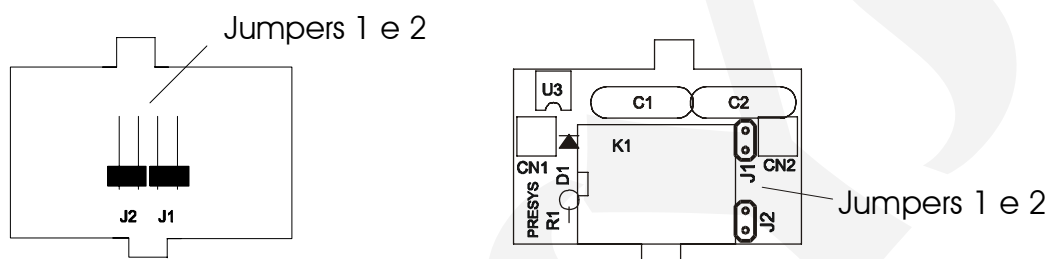 Jumpers 1 e 2
J2 J1
U3
C1 C2
K1
CN1
CN2
D1
J1
PRESYS
R1
J2
Jumpers 1 e 2